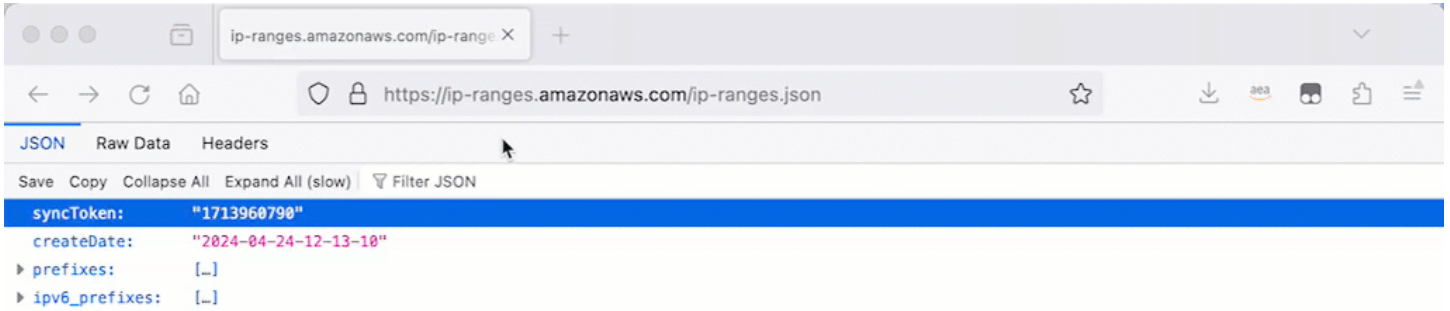 ip-ranges.amazonaws.com/ip-range
https://ip-ranges.amazonaws.com/ip-ranges.json
aea
JSON Raw Data Headers
Save Copy Collapse All Expand All (slow) Filter JSON
syncToken: "1713960790"
createDate: "2024-04-24-12-13-10"
prefixes: […]
ipv6_prefixes: […]